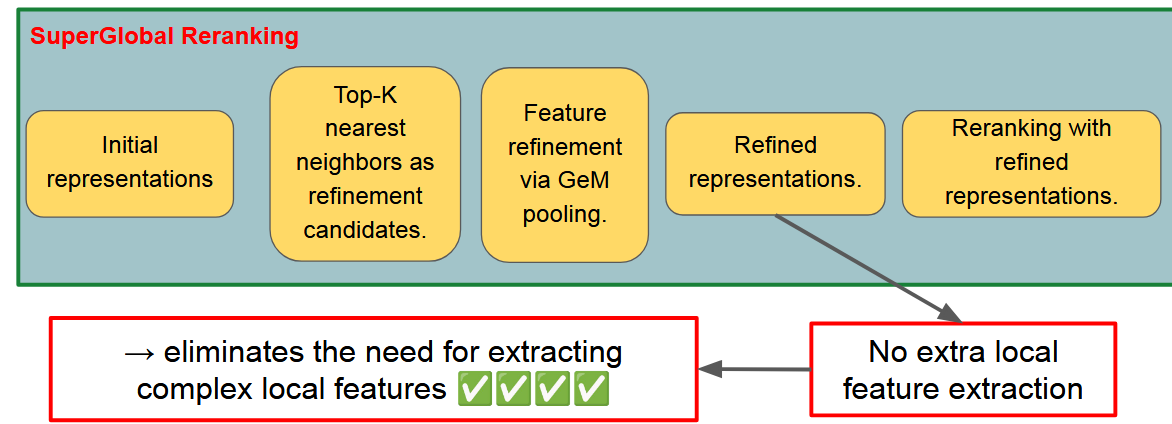 SuperGlobal Reranking
Initial
representations
Top-K
nearest
neighbors as
refinement
candidates.
Feature
refinement
via GeM
pooling.
Refined
representations.
Reranking with
refined
representations.
→ eliminates the need for extracting
complex local features ✅✅✅✅
No extra local
feature extraction